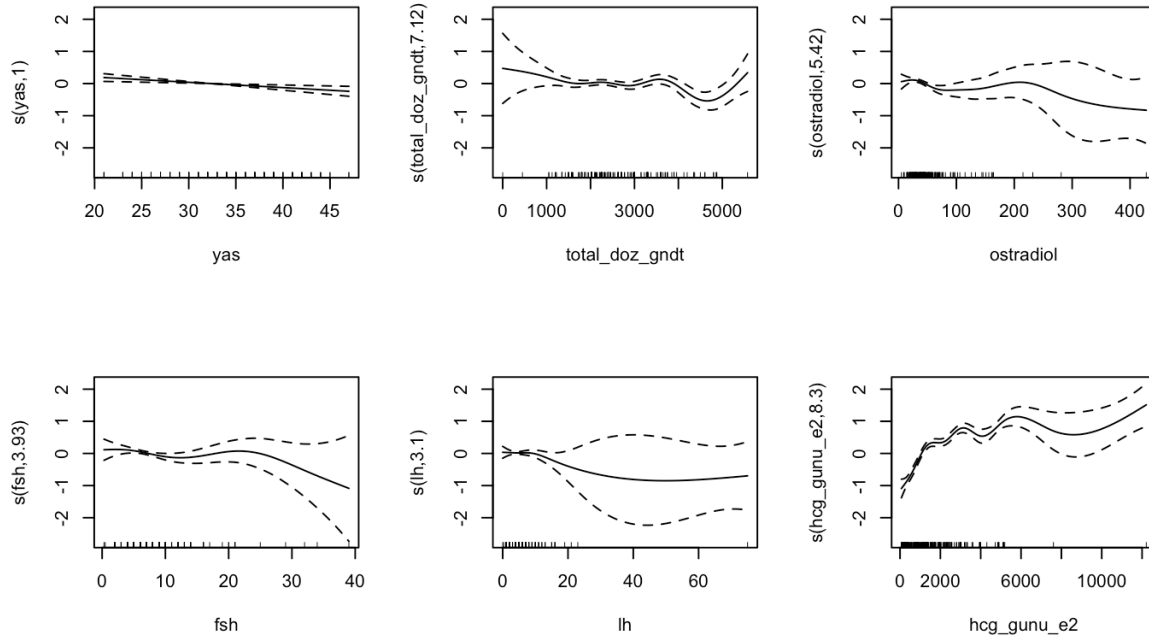 s(yas,1)
2
1
0
-1
-2
20 25 30 35 40 45
yas
s(total_doz_gndt,7.12)
2
1
0
-1
-2
0 1000 3000 5000
total_doz_gndt
s(ostradiol,5.42)
2
1
0
-1
-2
0 100 200 300 400
ostradiol
s(fsh,3.93)
2
1
0
-1
-2
0 10 20 30 40
fsh
s(lh,3.1)
2
1
0
-1
-2
0 20 40 60
lh
s(hcg_gunu_e2,8.3)
2
1
0
-1
-2
0 2000 6000 10000
hcg_gunu_e2